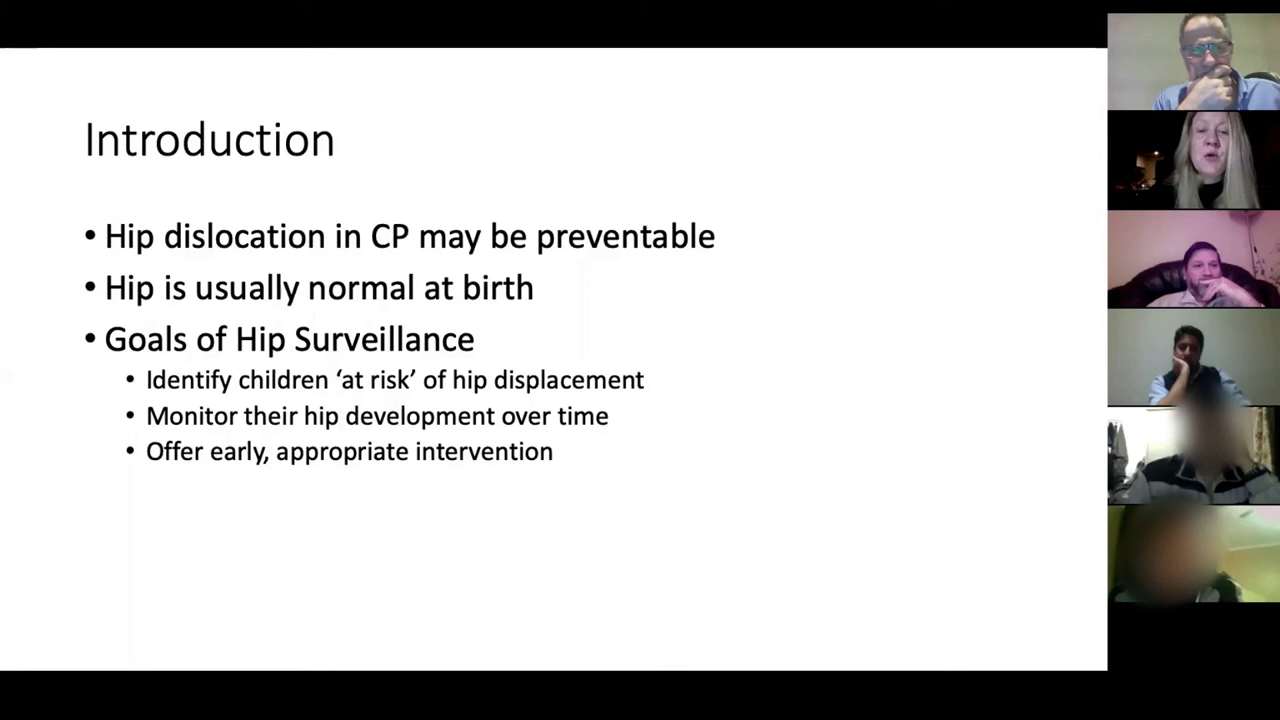 Introduction
• Hip dislocation in CP may be preventable
• Hip is usually normal at birth
• Goals of Hip Surveillance
• Identify children ‘at risk’ of hip displacement
• Monitor their hip development over time
• Offer early, appropriate intervention